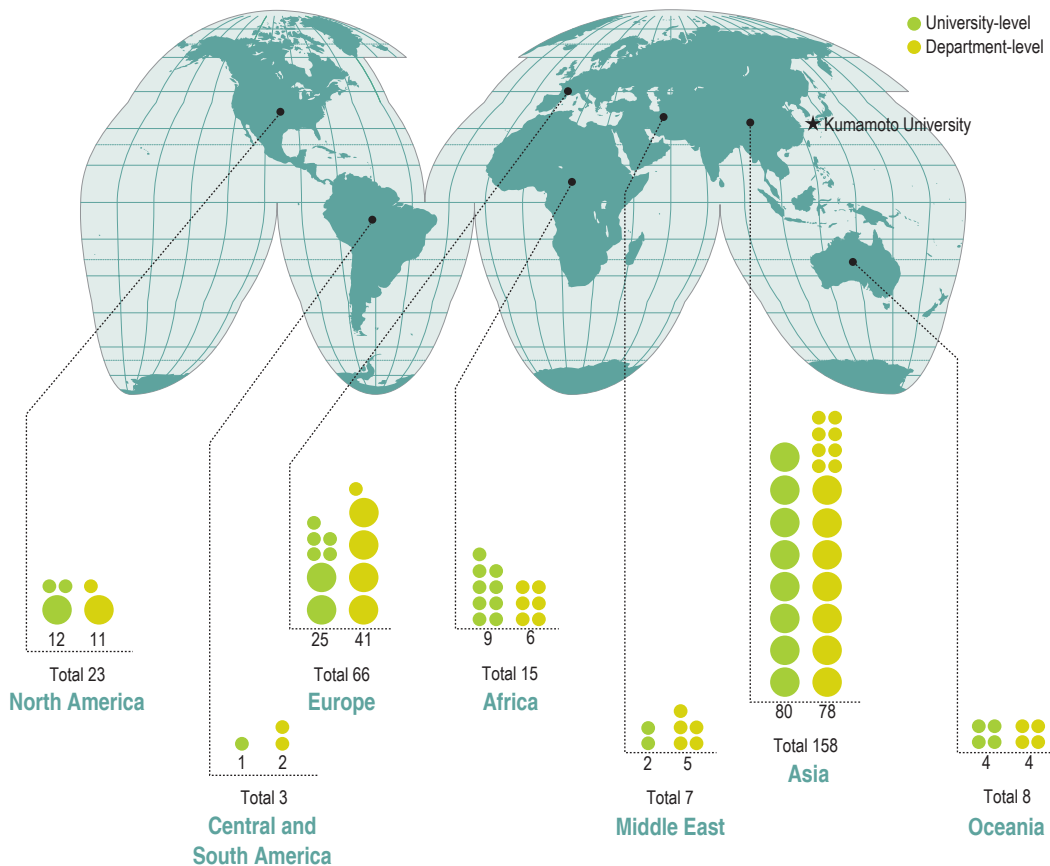 University-level
Department-level
Kumamoto University
12 11
Total 23
North America
1 2
Total 3
Central and
South America
25 41
Total 66
Europe
9 6
Total 15
Africa
2 5
Total 7
Middle East
80 78
Total 158
Asia
4 4
Total 8
Oceania